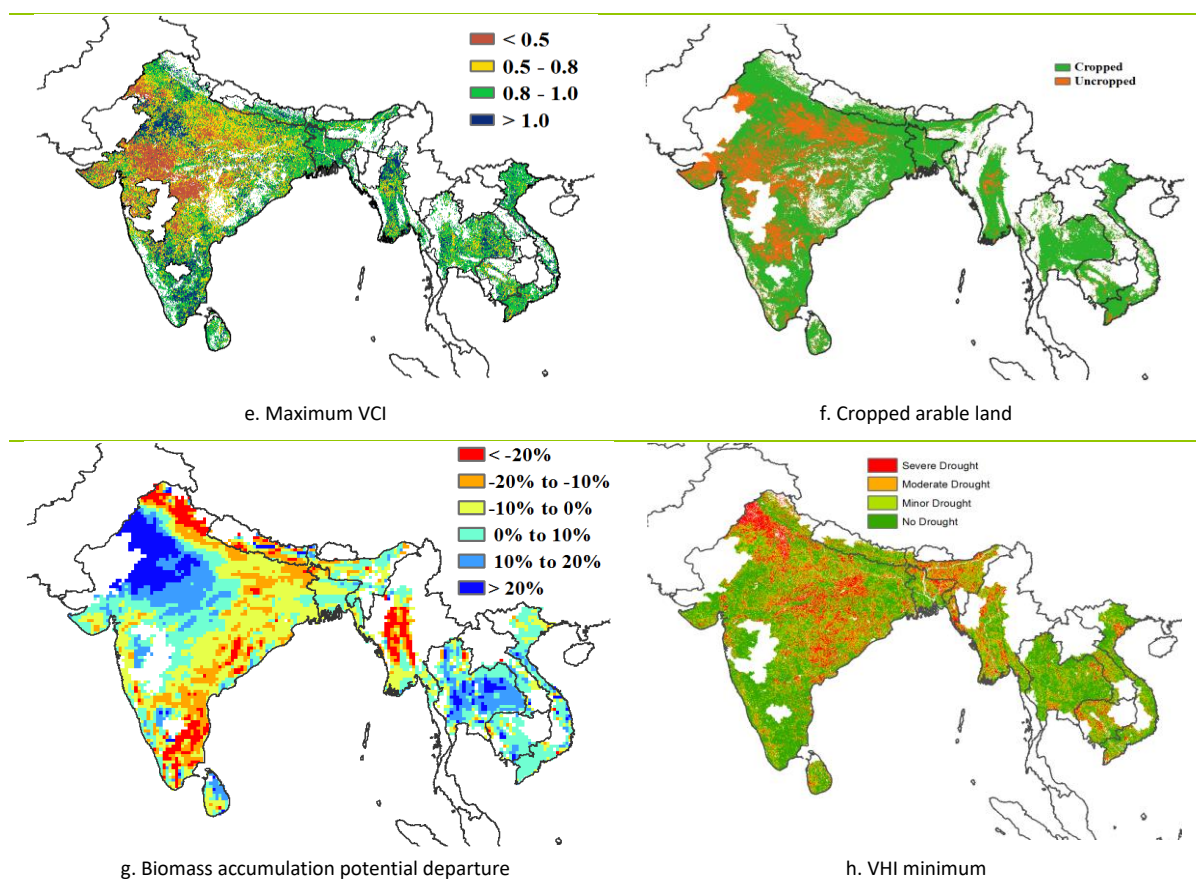 < 0.5
0.5 - 0.8
0.8 - 1.0
> 1.0
e. Maximum VCI
Cropped
Uncropped
f. Cropped arable land
< -20%
-20% to -10%
-10% to 0%
0% to 10%
10% to 20%
> 20%
g. Biomass accumulation potential departure
Severe Drought
Moderate Drought
Minor Drought
No Drought
h. VHI minimum